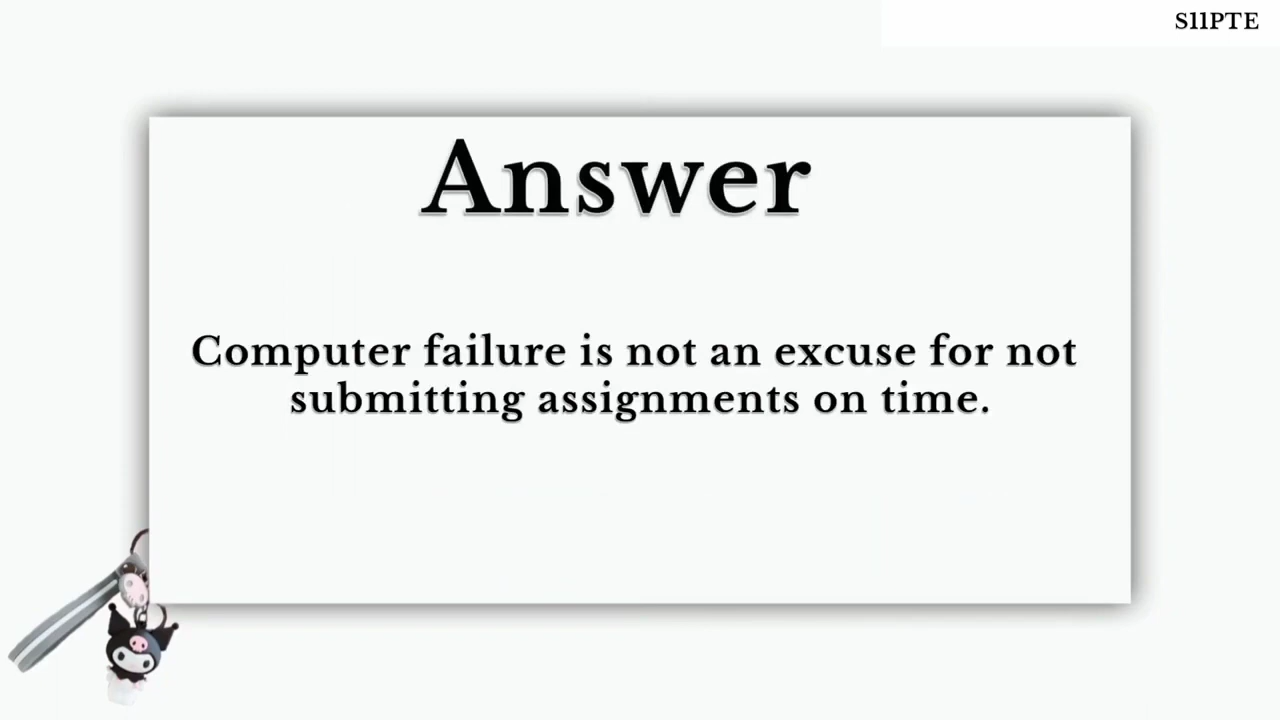 S11PTE
Answer
Computer failure is not an excuse for not
submitting assignments on time.